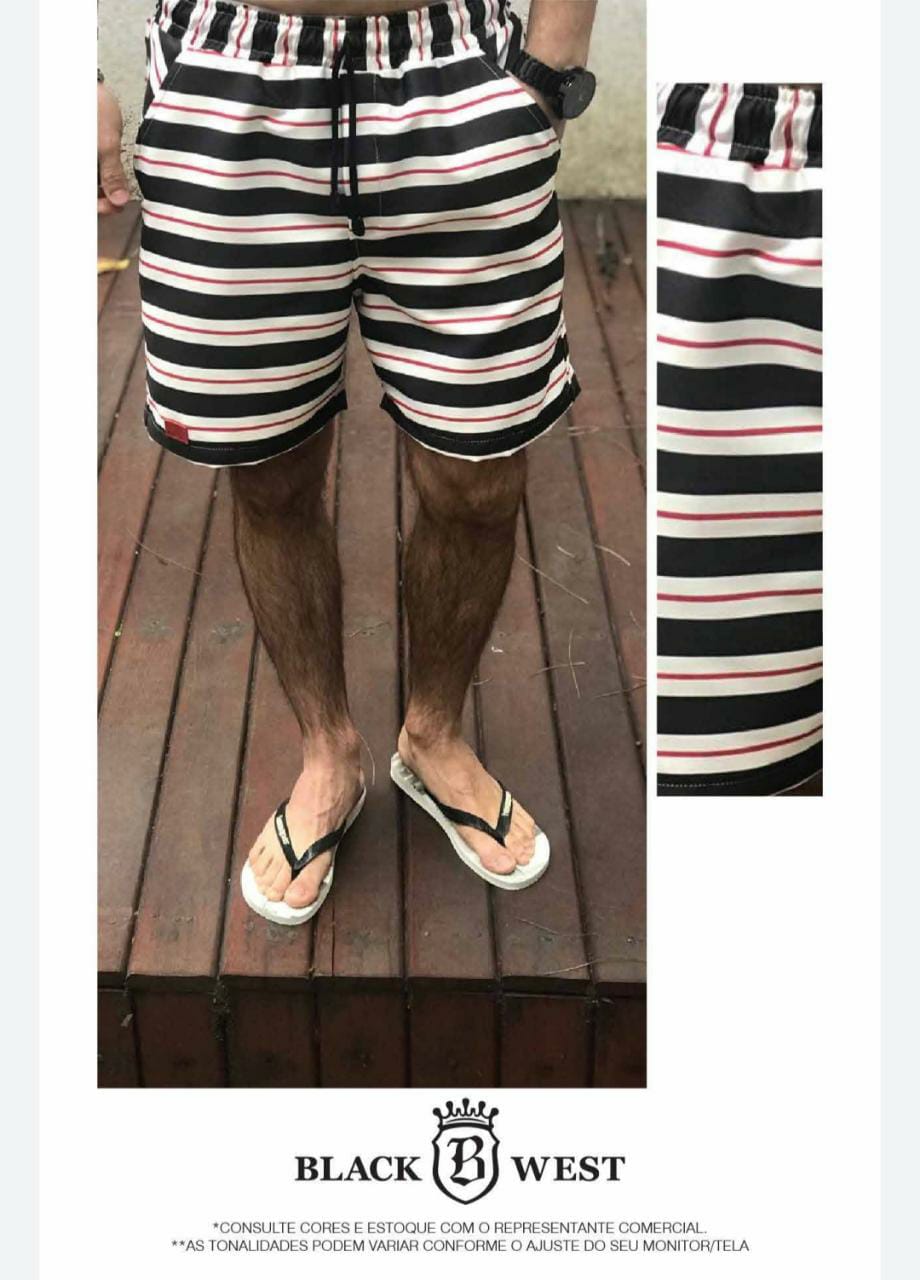 BLACK B WEST
*CONSULTE CORES E ESTOQUE COM O REPRESENTANTE COMERCIAL.
**AS TONALIDADES PODEM VARIAR CONFORME O AJUSTE DO SEU MONITOR/TELA